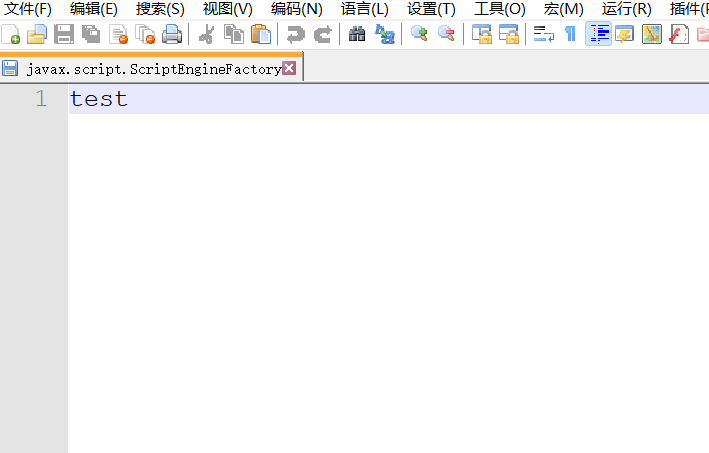 文件(F) 编辑(E) 搜索(S) 视图(V) 编码(N) 语言(L) 设置(T) 工具(O) 宏(M) 运行(R) 插件(P
javax.script.ScriptEngineFactory
1 test